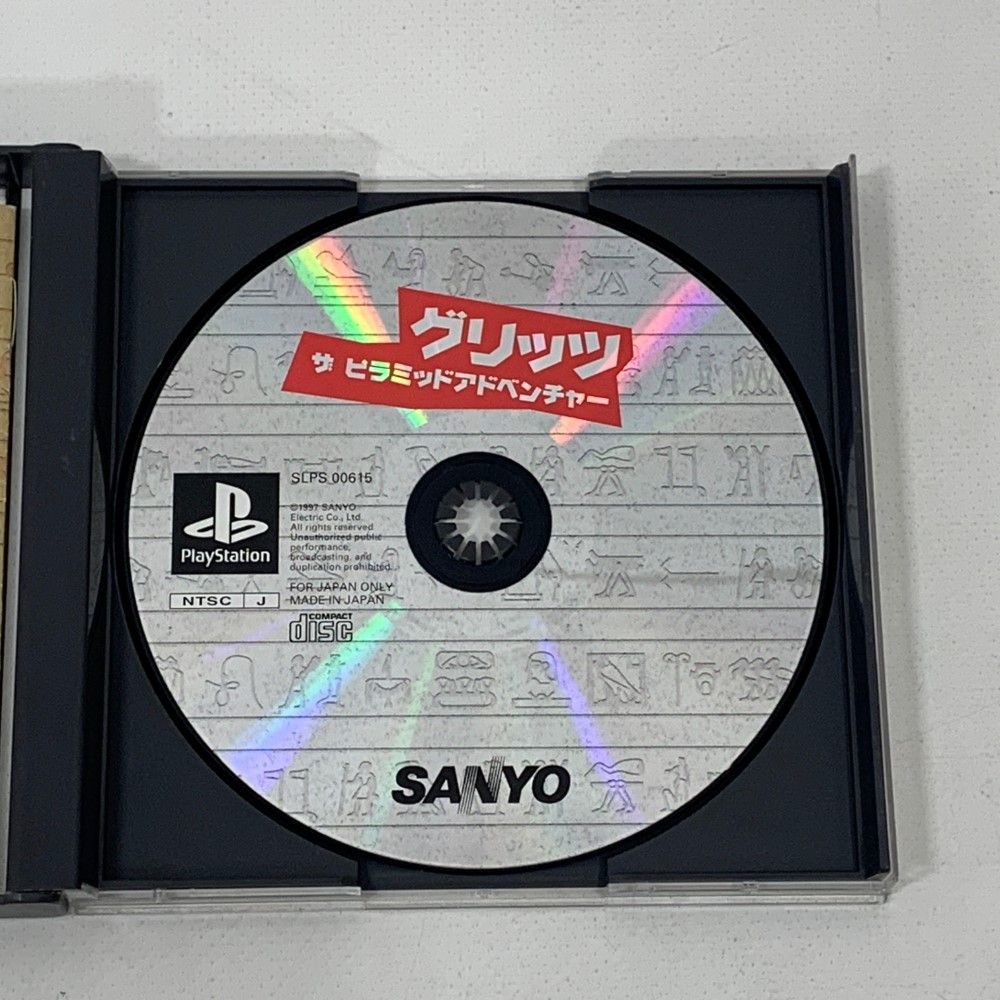 グリッツ
ザ ピラミッドアドベンチャー
SLPS 00615
©1997 SANYO
Electric Co., Ltd.
All rights reserved
Unauthorized public
performance,
broadcasting, and
duplication prohibited.
PlayStation
FOR JAPAN ONLY
NTSC J
MADE IN JAPAN
COMPACT
disc
SANYO